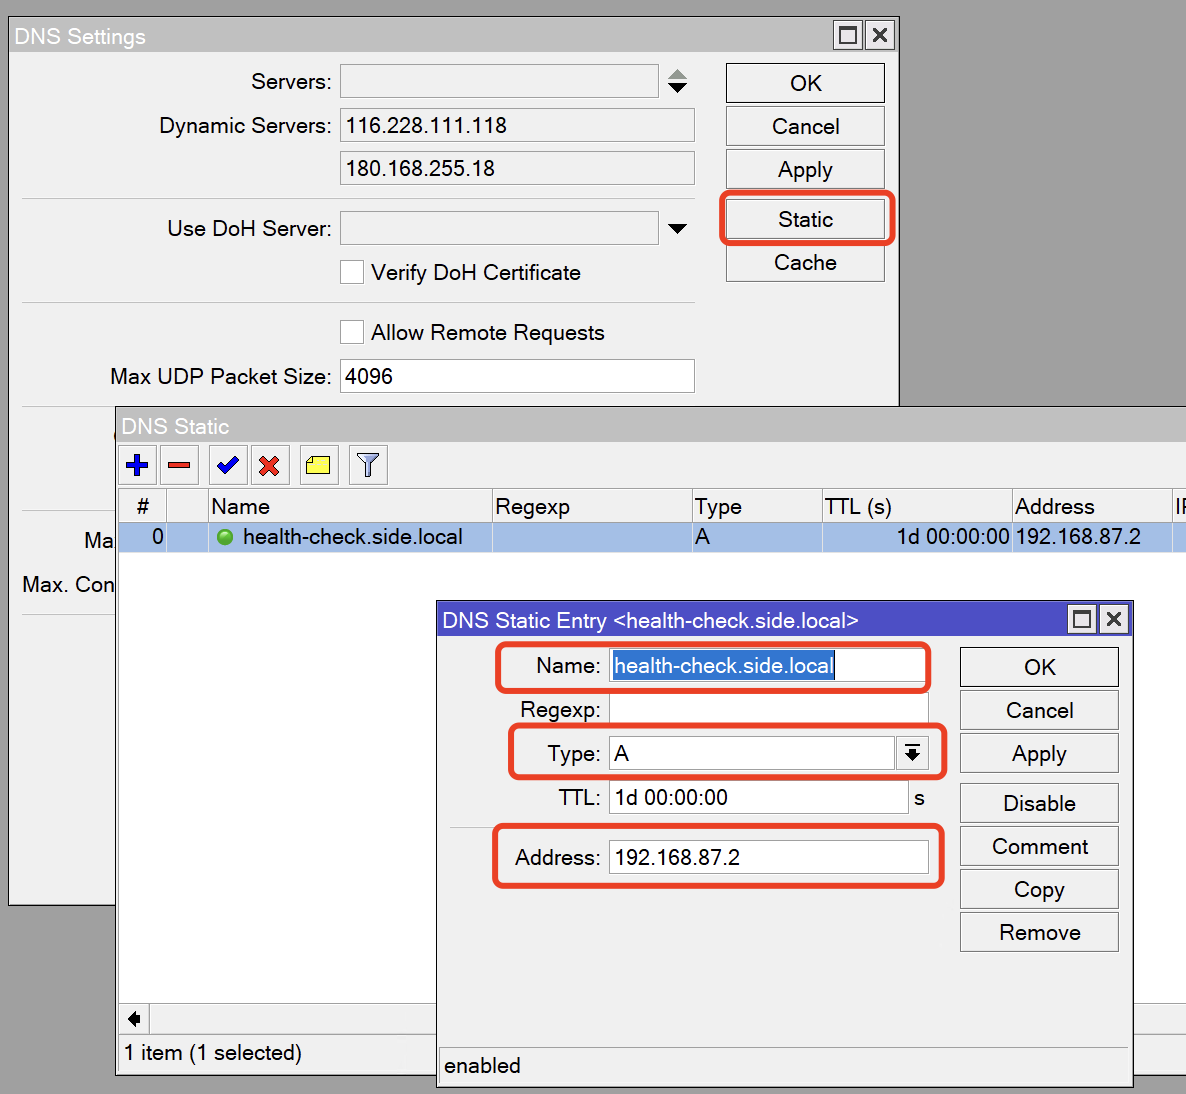 DNS Settings
Servers:
OK
Dynamic Servers: 116.228.111.118
Cancel
180.168.255.18
Apply
Use DoH Server:
Static
Verify DoH Certificate
Cache
Allow Remote Requests
Max UDP Packet Size: 4096
Ma
Max. Con
DNS Static
# Name Regexp Type TTL (s) Address
0 health-check.side.local A 1d 00:00:00 192.168.87.2
DNS Static Entry <health-check.side.local>
Name: health-check.side.local
OK
Regexp:
Cancel
Type: A
Apply
TTL: 1d 00:00:00 s
Disable
Address: 192.168.87.2
Comment
Copy
Remove
1 item (1 selected)
enabled